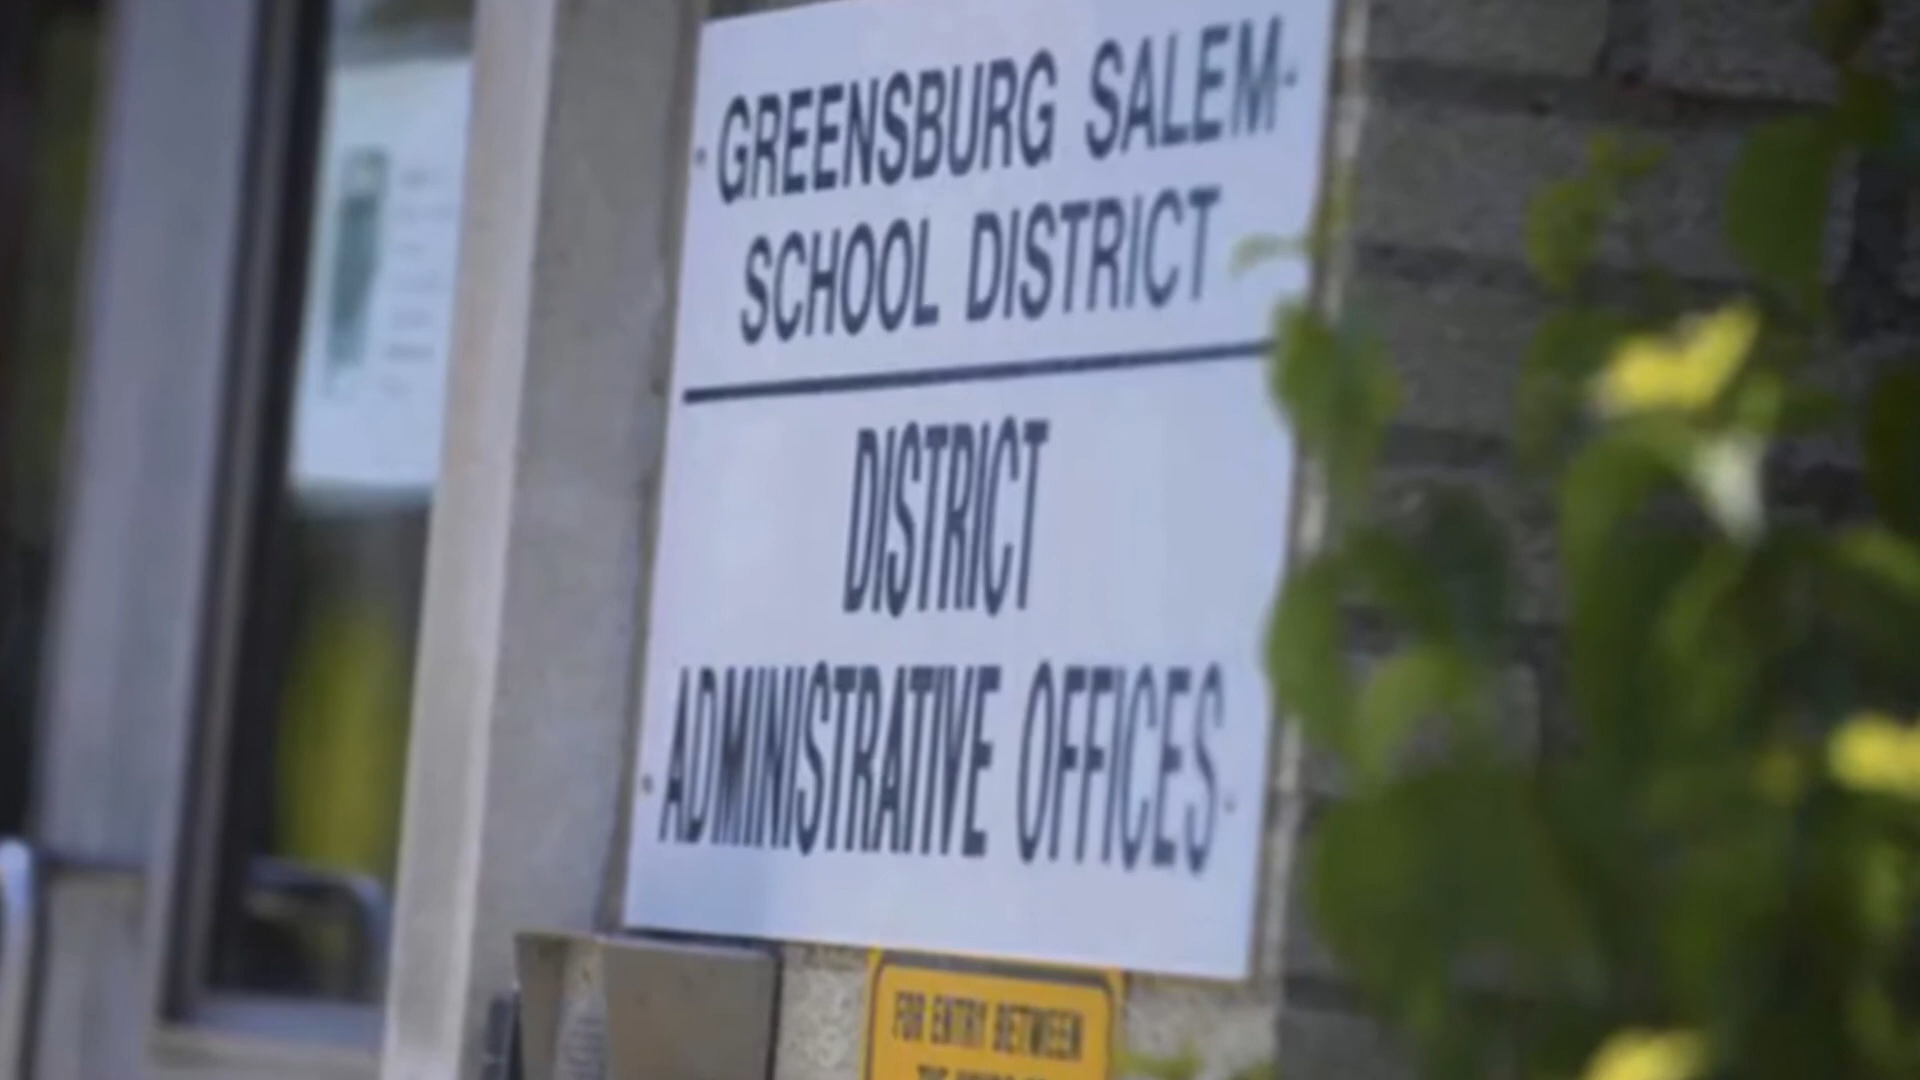 GREENSBURG SALEM
SCHOOL DISTRICT
DISTRICT
ADMINISTRATIVE OFFICES
FOR ENTRY BETWEEN